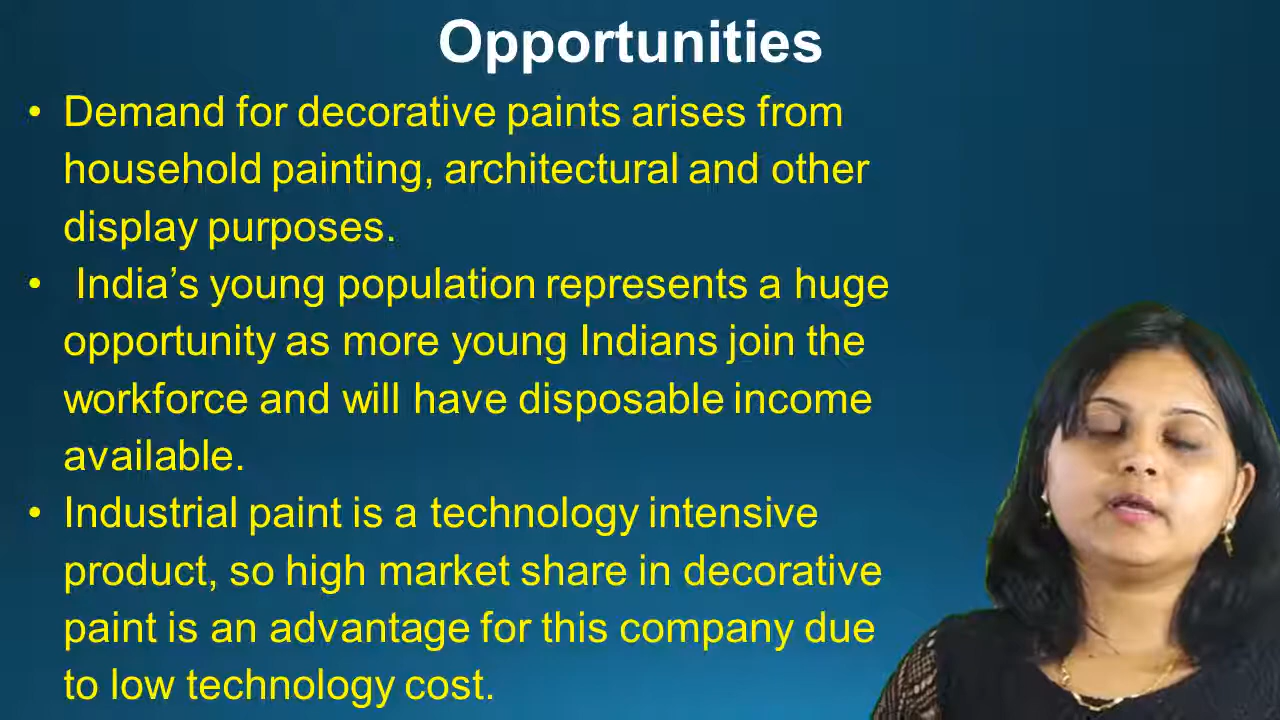 Opportunities
• Demand for decorative paints arises from
household painting, architectural and other
display purposes.
• India’s young population represents a huge
opportunity as more young Indians join the
workforce and will have disposable income
available.
• Industrial paint is a technology intensive
product, so high market share in decorative
paint is an advantage for this company due
to low technology cost.